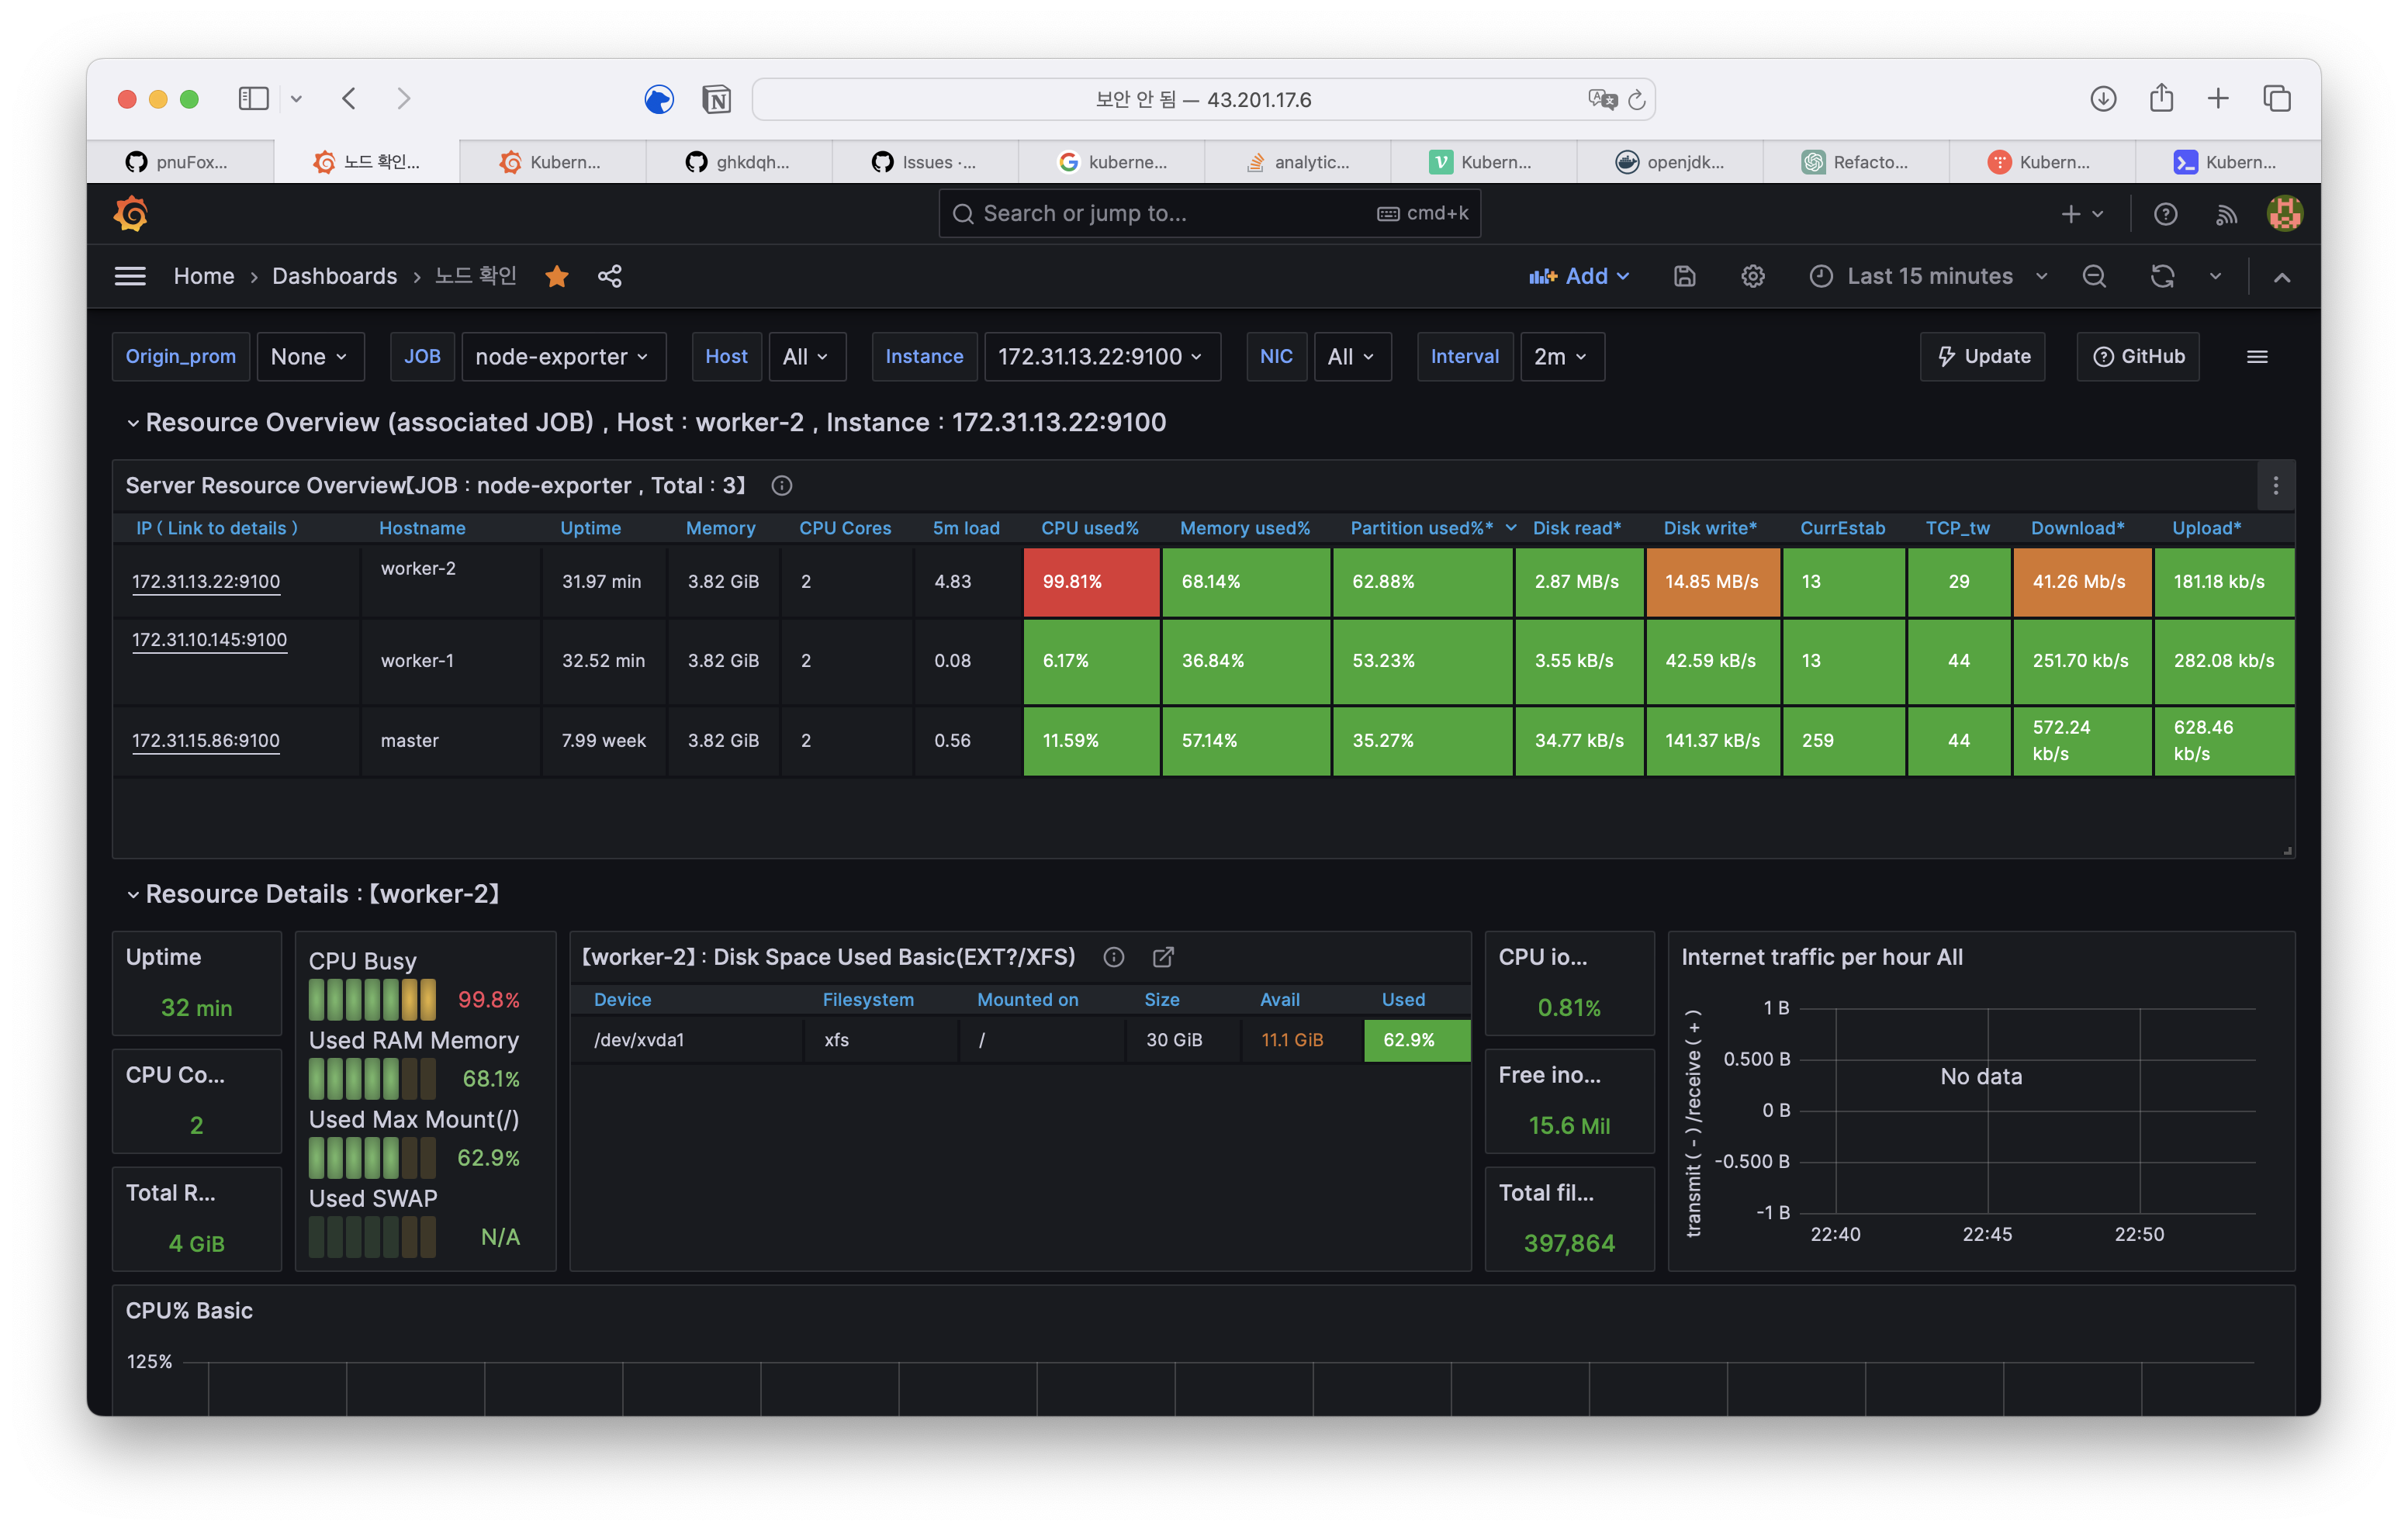 보안 안 됨 — 43.201.17.6
pnuFox...
노드 확인...
Kubern...
ghkdqh...
Issues ·...
kuberne...
analytic...
Kubern...
openjdk...
Refacto...
Kubern...
Kubern...
Search or jump to... cmd+k
Home › Dashboards › 노드 확인
Add
Last 15 minutes
Origin_prom None JOB node-exporter Host All Instance 172.31.13.22:9100 NIC All Interval 2m Update GitHub
Resource Overview (associated JOB) , Host : worker-2 , Instance : 172.31.13.22:9100
Server Resource Overview【JOB : node-exporter , Total : 3】
IP ( Link to details ) Hostname Uptime Memory CPU Cores 5m load CPU used% Memory used% Partition used%* Disk read* Disk write* CurrEstab TCP_tw Download* Upload*
172.31.13.22:9100 worker-2 31.97 min 3.82 GiB 2 4.83 99.81% 68.14% 62.88% 2.87 MB/s 14.85 MB/s 13 29 41.26 Mb/s 181.18 kb/s
172.31.10.145:9100 worker-1 32.52 min 3.82 GiB 2 0.08 6.17% 36.84% 53.23% 3.55 kB/s 42.59 kB/s 13 44 251.70 kb/s 282.08 kb/s
172.31.15.86:9100 master 7.99 week 3.82 GiB 2 0.56 11.59% 57.14% 35.27% 34.77 kB/s 141.37 kB/s 259 44 572.24 kb/s 628.46 kb/s
Resource Details :【worker-2】
Uptime
32 min
CPU Co...
2
Total R...
4 GiB
CPU Busy
99.8%
Used RAM Memory
68.1%
Used Max Mount(/)
62.9%
Used SWAP
N/A
【worker-2】: Disk Space Used Basic(EXT?/XFS)
Device Filesystem Mounted on Size Avail Used
/dev/xvda1 xfs / 30 GiB 11.1 GiB 62.9%
CPU io...
0.81%
Free ino...
15.6 Mil
Total fil...
397,864
Internet traffic per hour All
transmit ( - ) /receive ( + )
1 B
0.500 B
No data
0 B
-0.500 B
-1 B
22:40 22:45 22:50
CPU% Basic
125%